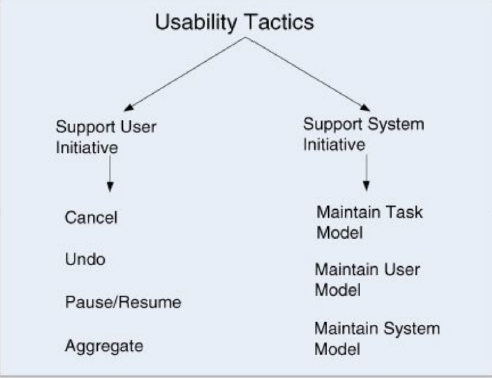 Usability Tactics
Support User
Initiative
Support System
Initiative
Cancel
Undo
Pause/Resume
Aggregate
Maintain Task
Model
Maintain User
Model
Maintain System
Model